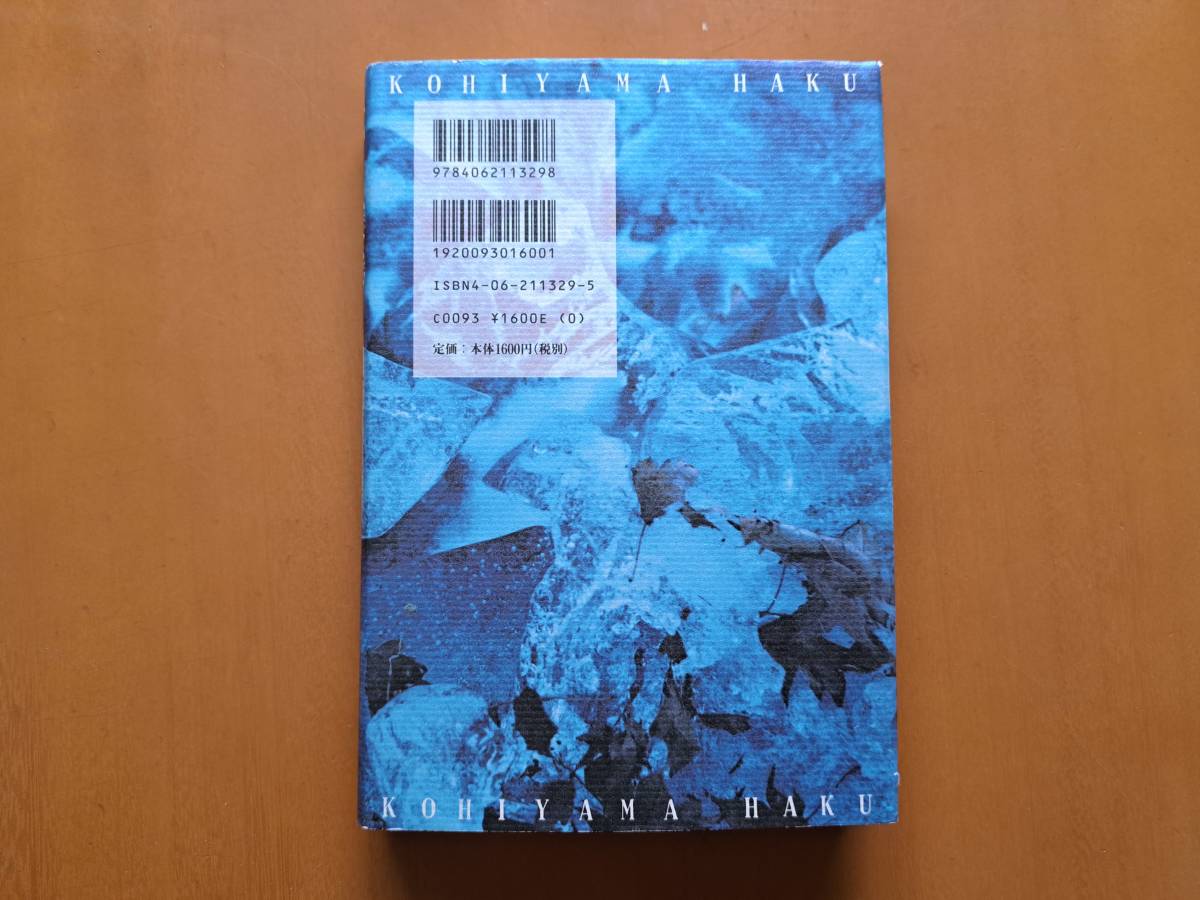 KOHIYAMA HAKU
9784062113298
1920093016001
ISBN4-06-211329-5
C0093 ¥1600E (0)
定価：本体1600円(税別)
KOHIYAMA HAKU